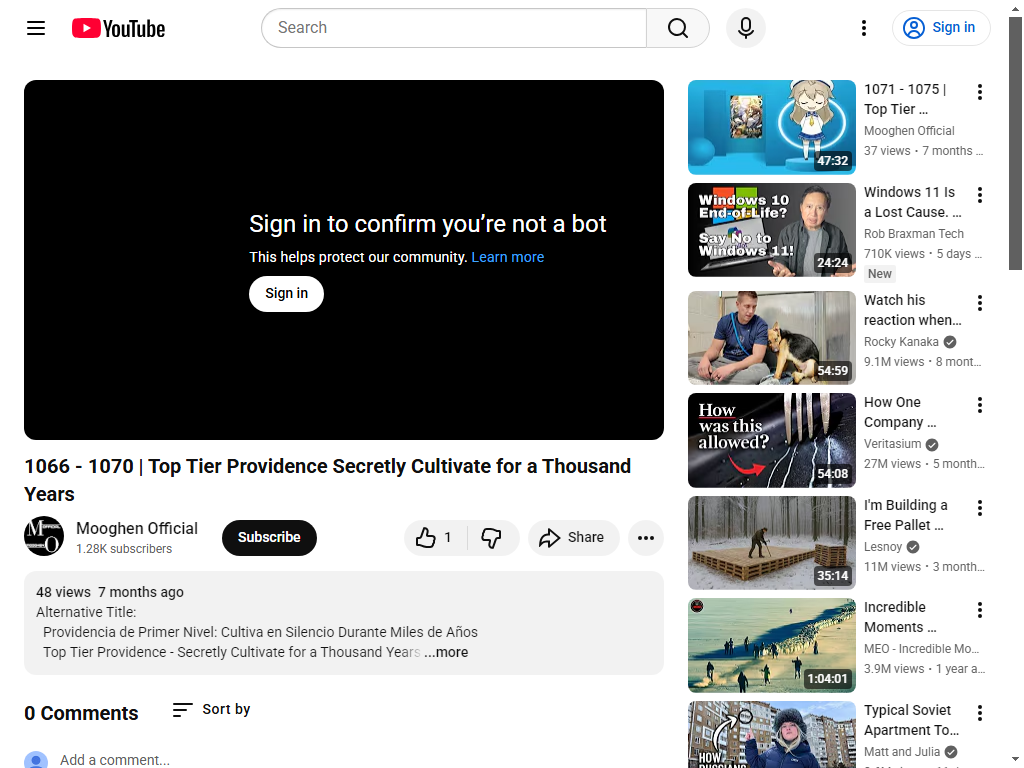 YouTube
Search
Sign in
Sign in to confirm you’re not a bot
This helps protect our community. Learn more
Sign in
1066 - 1070 | Top Tier Providence Secretly Cultivate for a Thousand
Years
Mooghen Official
1.28K subscribers
Subscribe
1
Share
48 views 7 months ago
Alternative Title:
Providencia de Primer Nivel: Cultiva en Silencio Durante Miles de Años
Top Tier Providence - Secretly Cultivate for a Thousand Years ...more
0 Comments
Sort by
Add a comment...
47:32
1071 - 1075 |
Top Tier ...
Mooghen Official
37 views • 7 months ...
Windows 10
End-of-Life?
Say No to
Windows 11!
24:24
Windows 11 Is
a Lost Cause. ...
Rob Braxman Tech
710K views • 5 days ...
New
54:59
Watch his
reaction when...
Rocky Kanaka
9.1M views • 8 mont...
How
was this
allowed?
54:08
How One
Company ...
Veritasium
27M views • 5 month...
35:14
I'm Building a
Free Pallet ...
Lesnoy
11M views • 3 month...
1:04:01
Incredible
Moments ...
MEO - Incredible Mo...
3.9M views • 1 year a...
HOW
Typical Soviet
Apartment To...
Matt and Julia